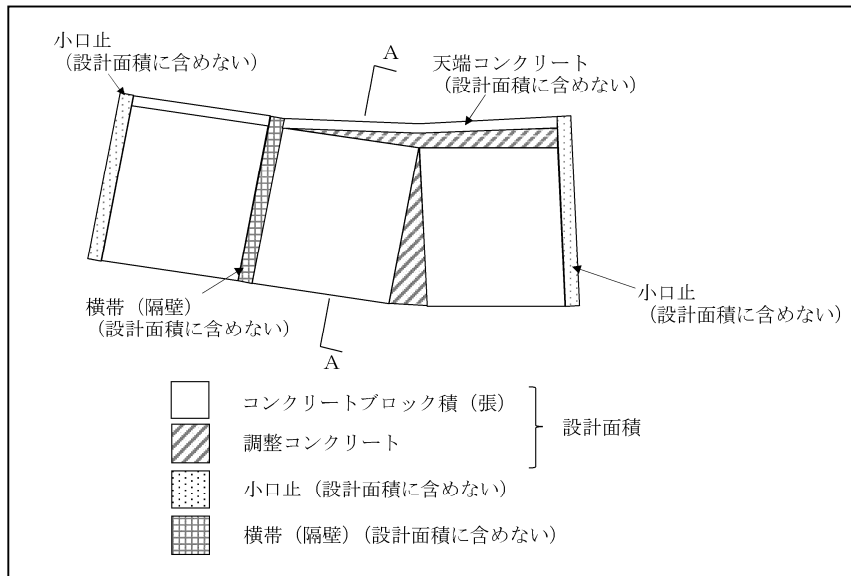 小口止
（設計面積に含めない）
A
天端コンクリート
（設計面積に含めない）
横帯（隔壁）
（設計面積に含めない）
小口止
（設計面積に含めない）
A
コンクリートブロック積（張）
調整コンクリート
設計面積
小口止（設計面積に含めない）
横帯（隔壁）（設計面積に含めない）